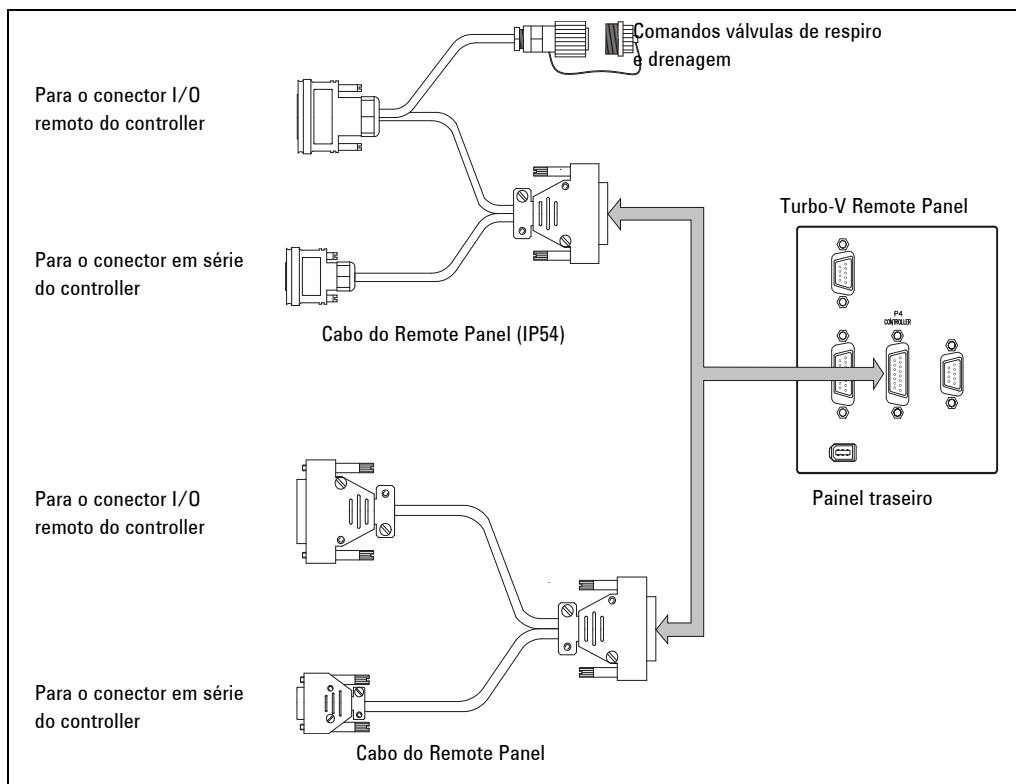 Comandos válvulas de respiro
e drenagem
Para o conector I/O
remoto do controller
Turbo-V Remote Panel
Para o conector em série
do controller
P4
CONTROLLER
Cabo do Remote Panel (IP54)
Para o conector I/O
remoto do controller
Painel traseiro
Para o conector em série
do controller
Cabo do Remote Panel